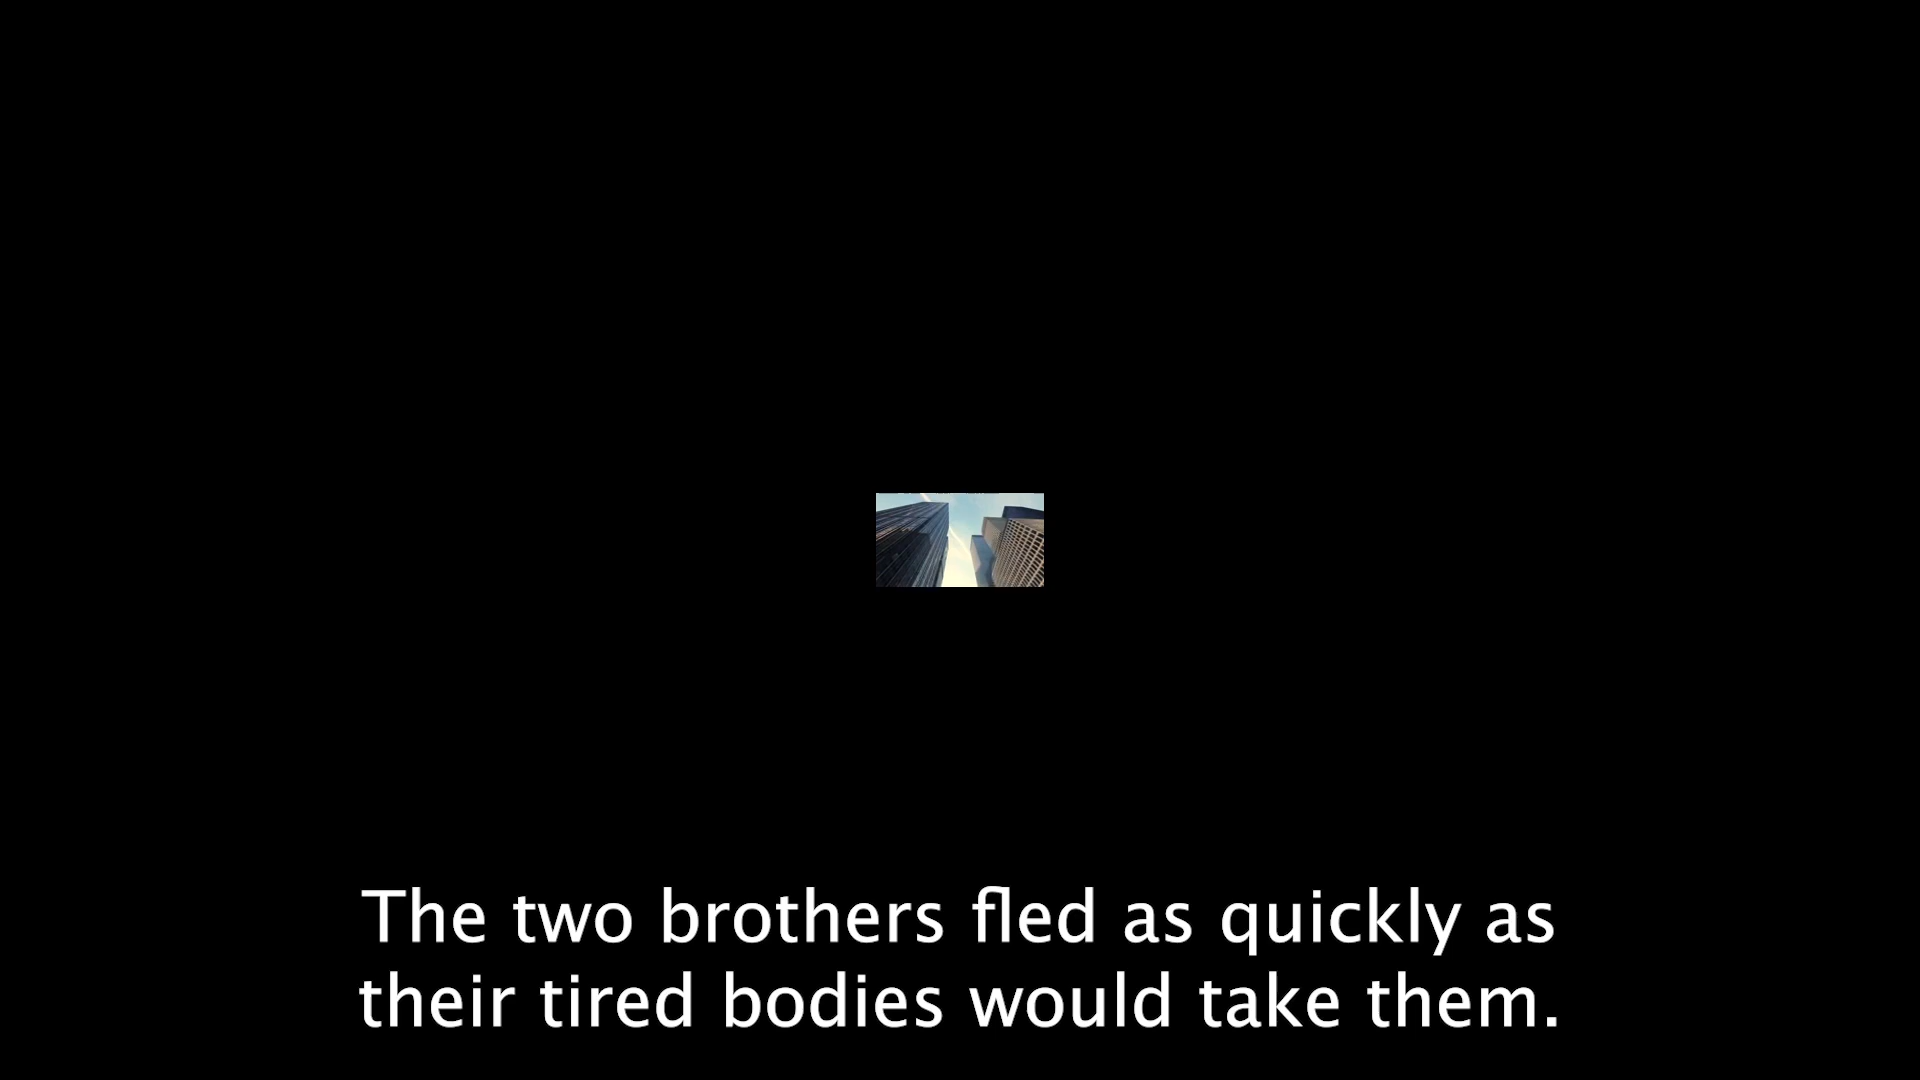 The two brothers fled as quickly as
their tired bodies would take them.